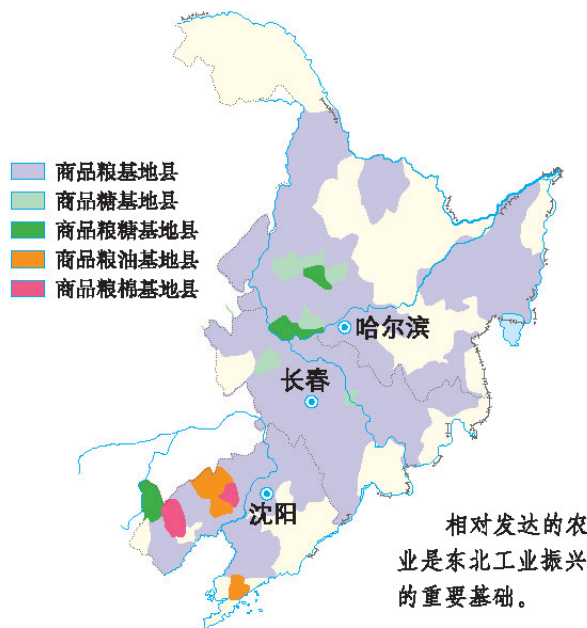 商品粮基地县
商品糖基地县
商品粮糖基地县
商品粮油基地县
商品粮棉基地县
哈尔滨
长春
沈阳
相对发达的农
业是东北工业振兴
的重要基础。